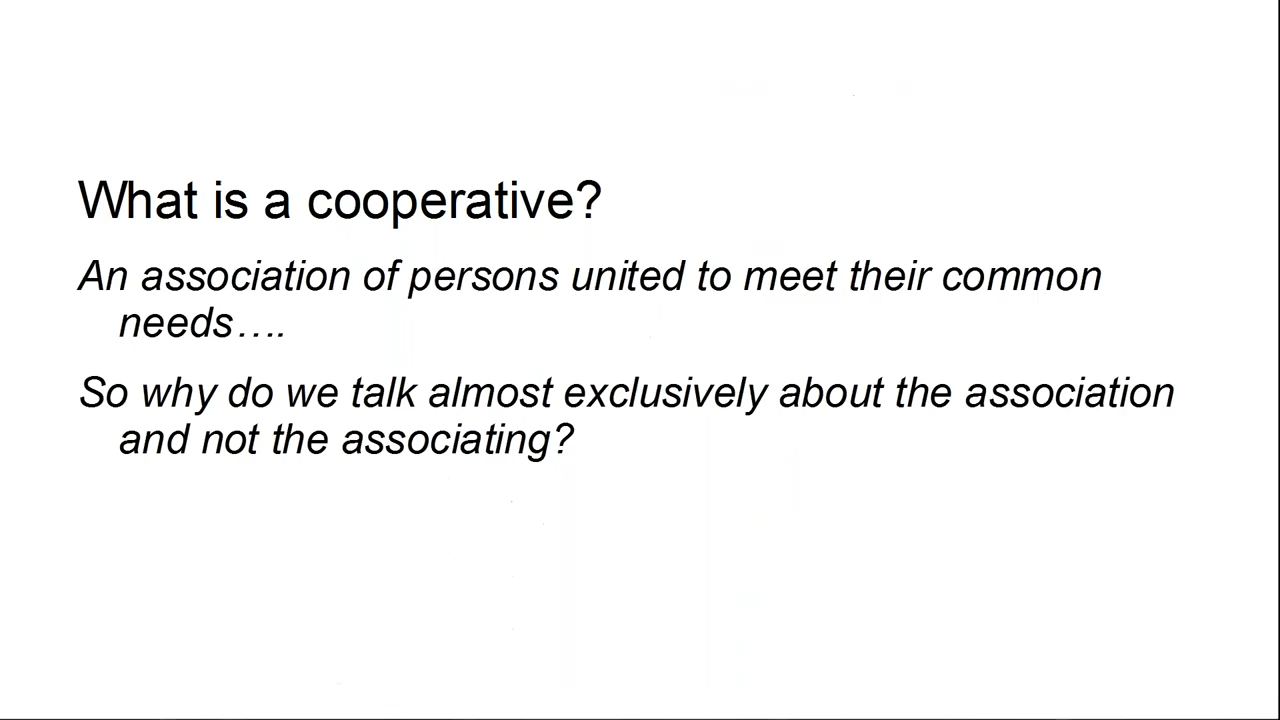 What is a cooperative?
An association of persons united to meet their common
needs….
So why do we talk almost exclusively about the association
and not the associating?